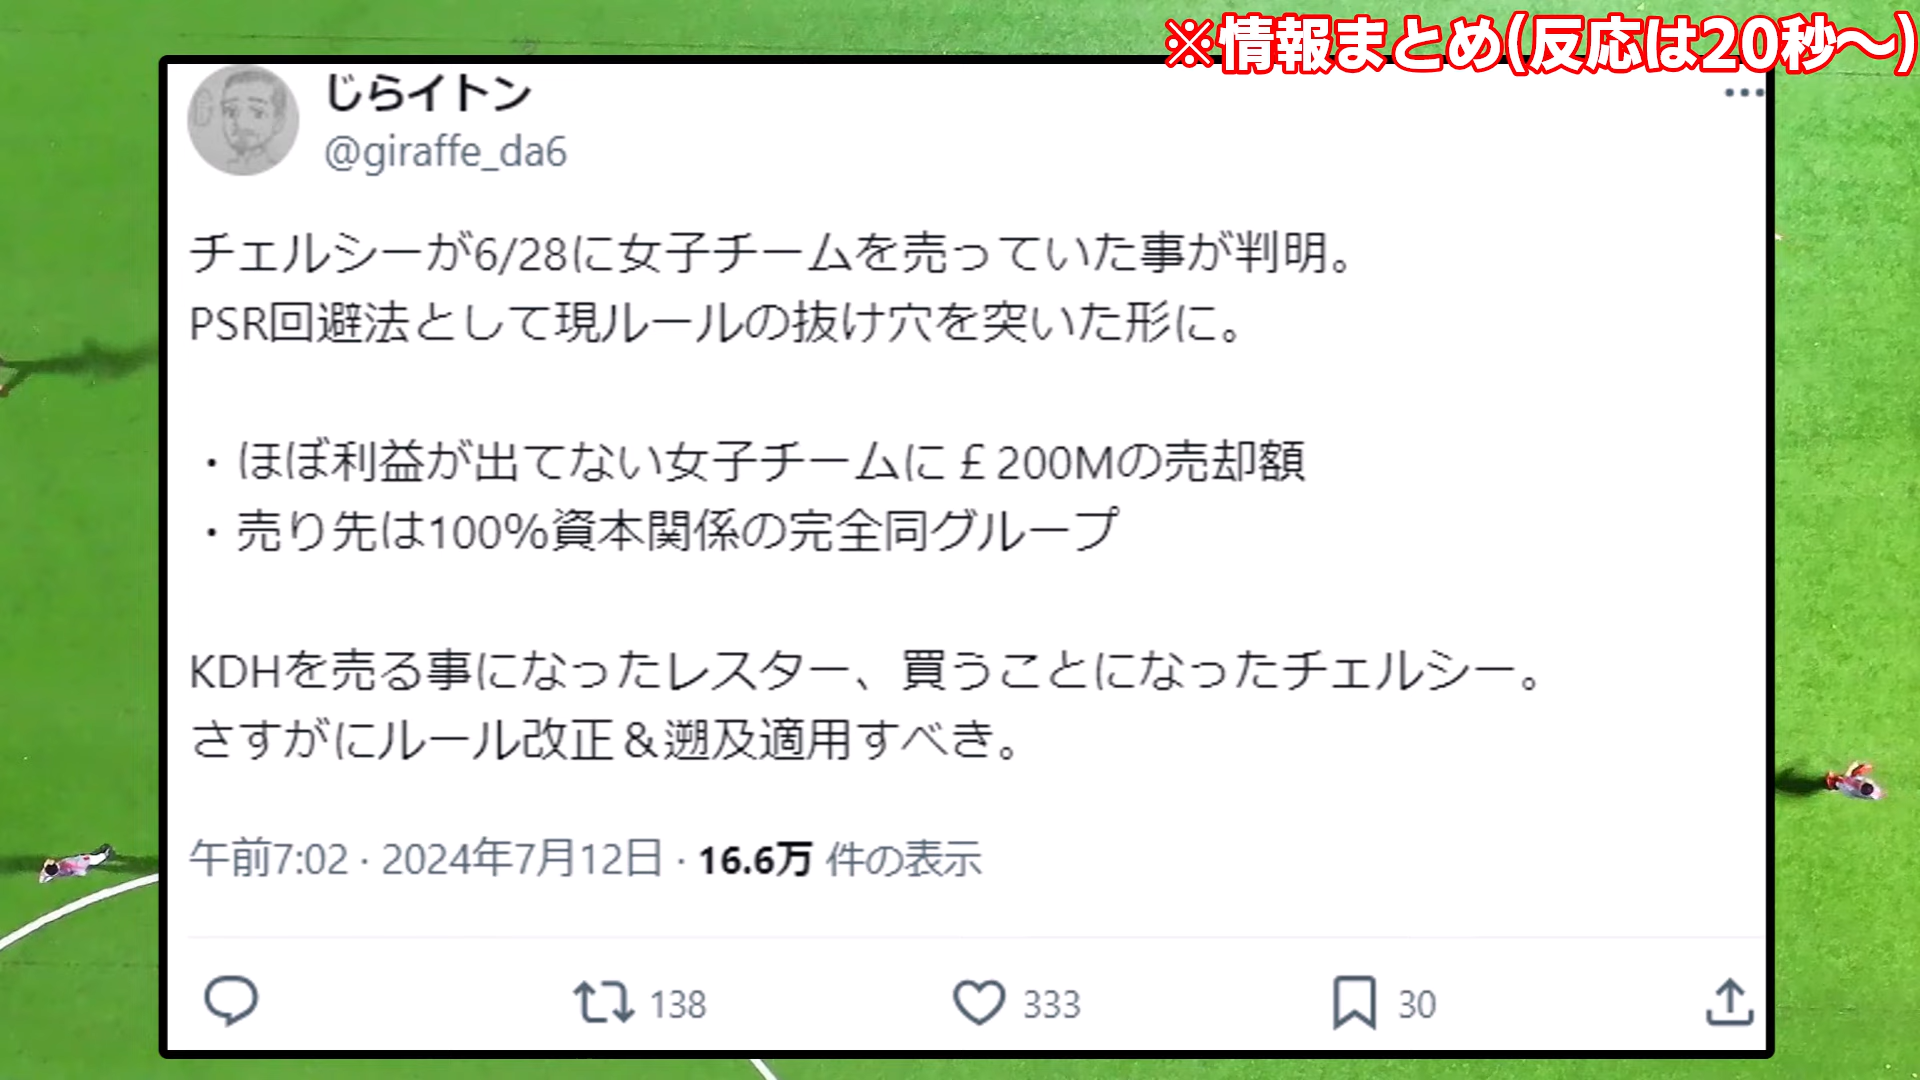 ※情報まとめ(反応は20秒～)
じらイトン
@giraffe_da6
チェルシーが6/28に女子チームを売っていた事が判明。
PSR回避法として現ルールの抜け穴を突いた形に。
・ほぼ利益が出てない女子チームに￡200Mの売却額
・売り先は100%資本関係の完全同グループ
KDHを売る事になったレスター、買うことになったチェルシー。
さすがにルール改正＆遡及適用すべき。
午前7:02 · 2024年7月12日 · 16.6万 件の表示
138 333 30